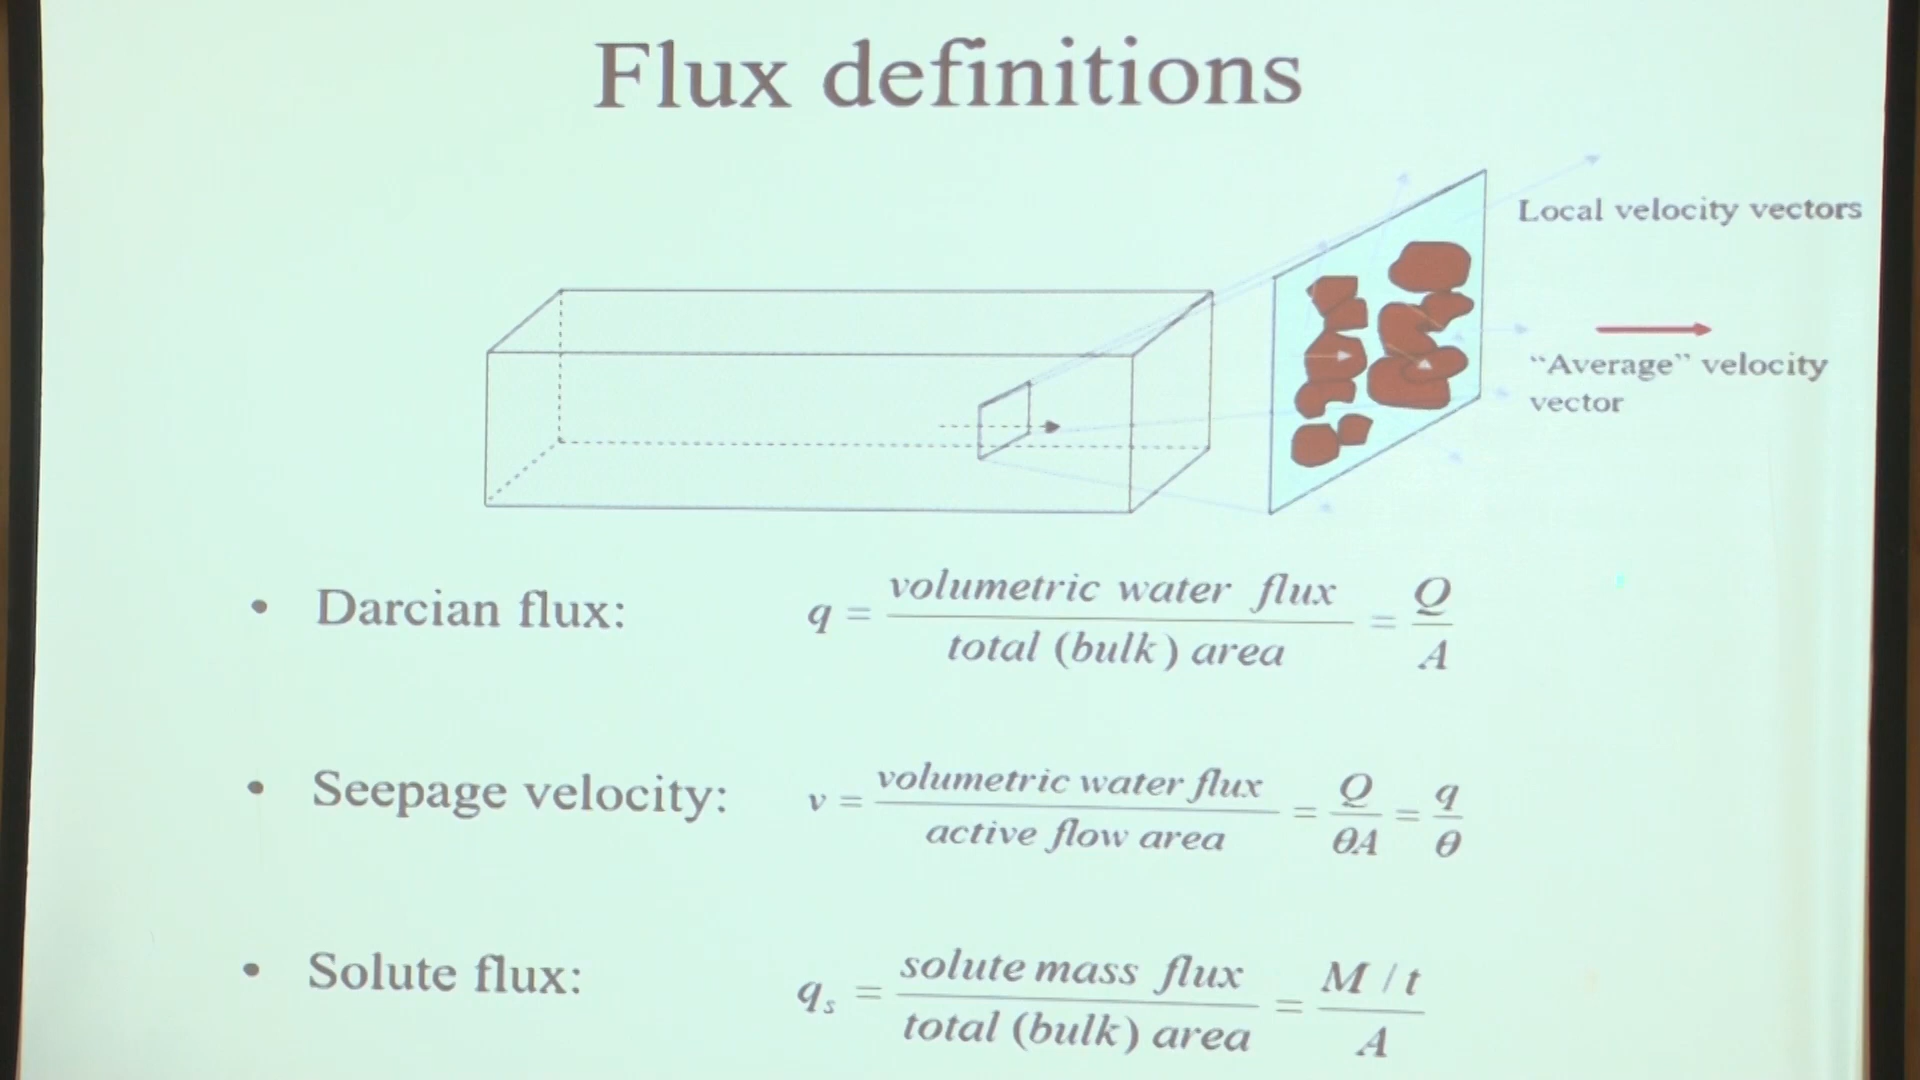 Flux definitions
Local velocity vectors
“Average” velocity
vector
• Darcian flux: q = volumetric water flux / total (bulk) area = Q / A
• Seepage velocity: v = volumetric water flux / active flow area = Q / θA = q / θ
• Solute flux: qₛ = solute mass flux / total (bulk) area = M / t / A